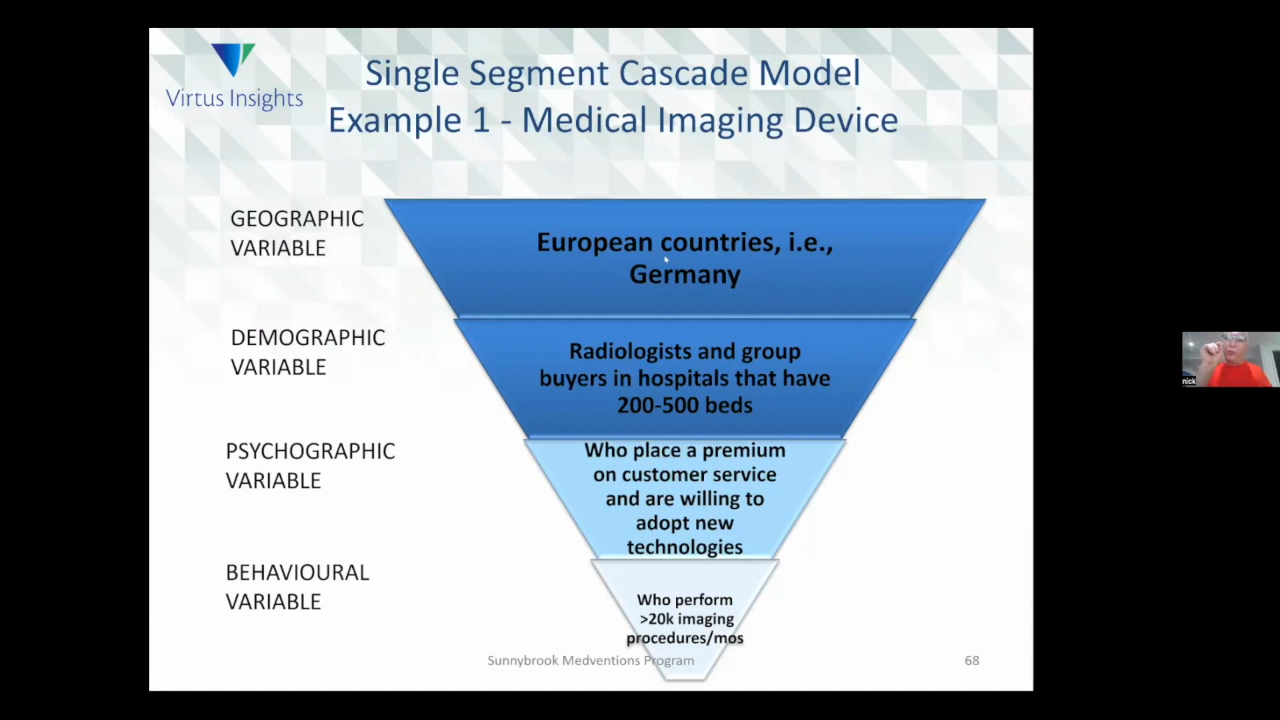 Virtus Insights
Single Segment Cascade Model
Example 1 - Medical Imaging Device
GEOGRAPHIC
VARIABLE
European countries, i.e.,
Germany
DEMOGRAPHIC
VARIABLE
Radiologists and group
buyers in hospitals that have
200-500 beds
PSYCHOGRAPHIC
VARIABLE
Who place a premium
on customer service
and are willing to
adopt new
technologies
BEHAVIOURAL
VARIABLE
Who perform
>20k imaging
procedures/mos
Sunnybrook Medventions Program
68
nick